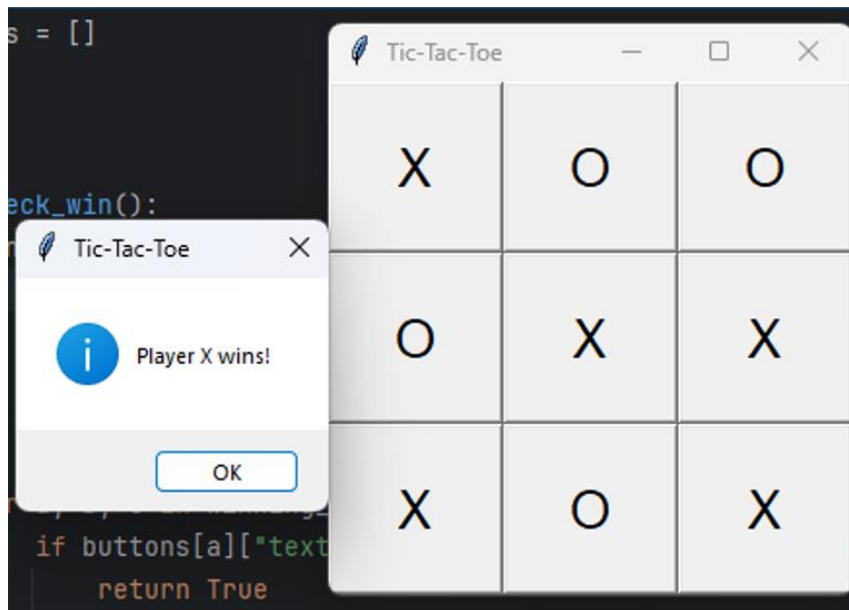 s = []
Tic-Tac-Toe
X O O
eck_win():
Tic-Tac-Toe
Player X wins!
O X X
OK
X O X
if buttons[a]["text
return True